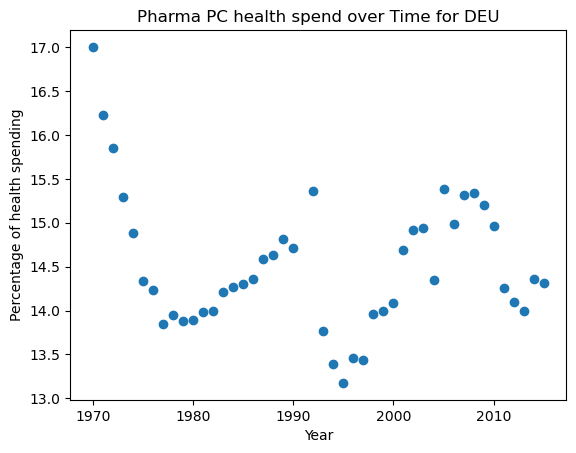 Pharma PC health spend over Time for DEU
Percentage of health spending
17.0
16.5
16.0
15.5
15.0
14.5
14.0
13.5
13.0
1970 1980 1990 2000 2010
Year